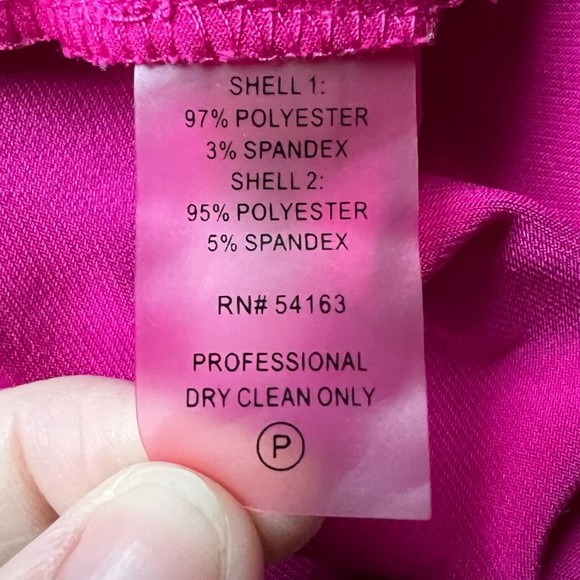 SHELL 1:
97% POLYESTER
3% SPANDEX
SHELL 2:
95% POLYESTER
5% SPANDEX
RN# 54163
PROFESSIONAL
DRY CLEAN ONLY
P